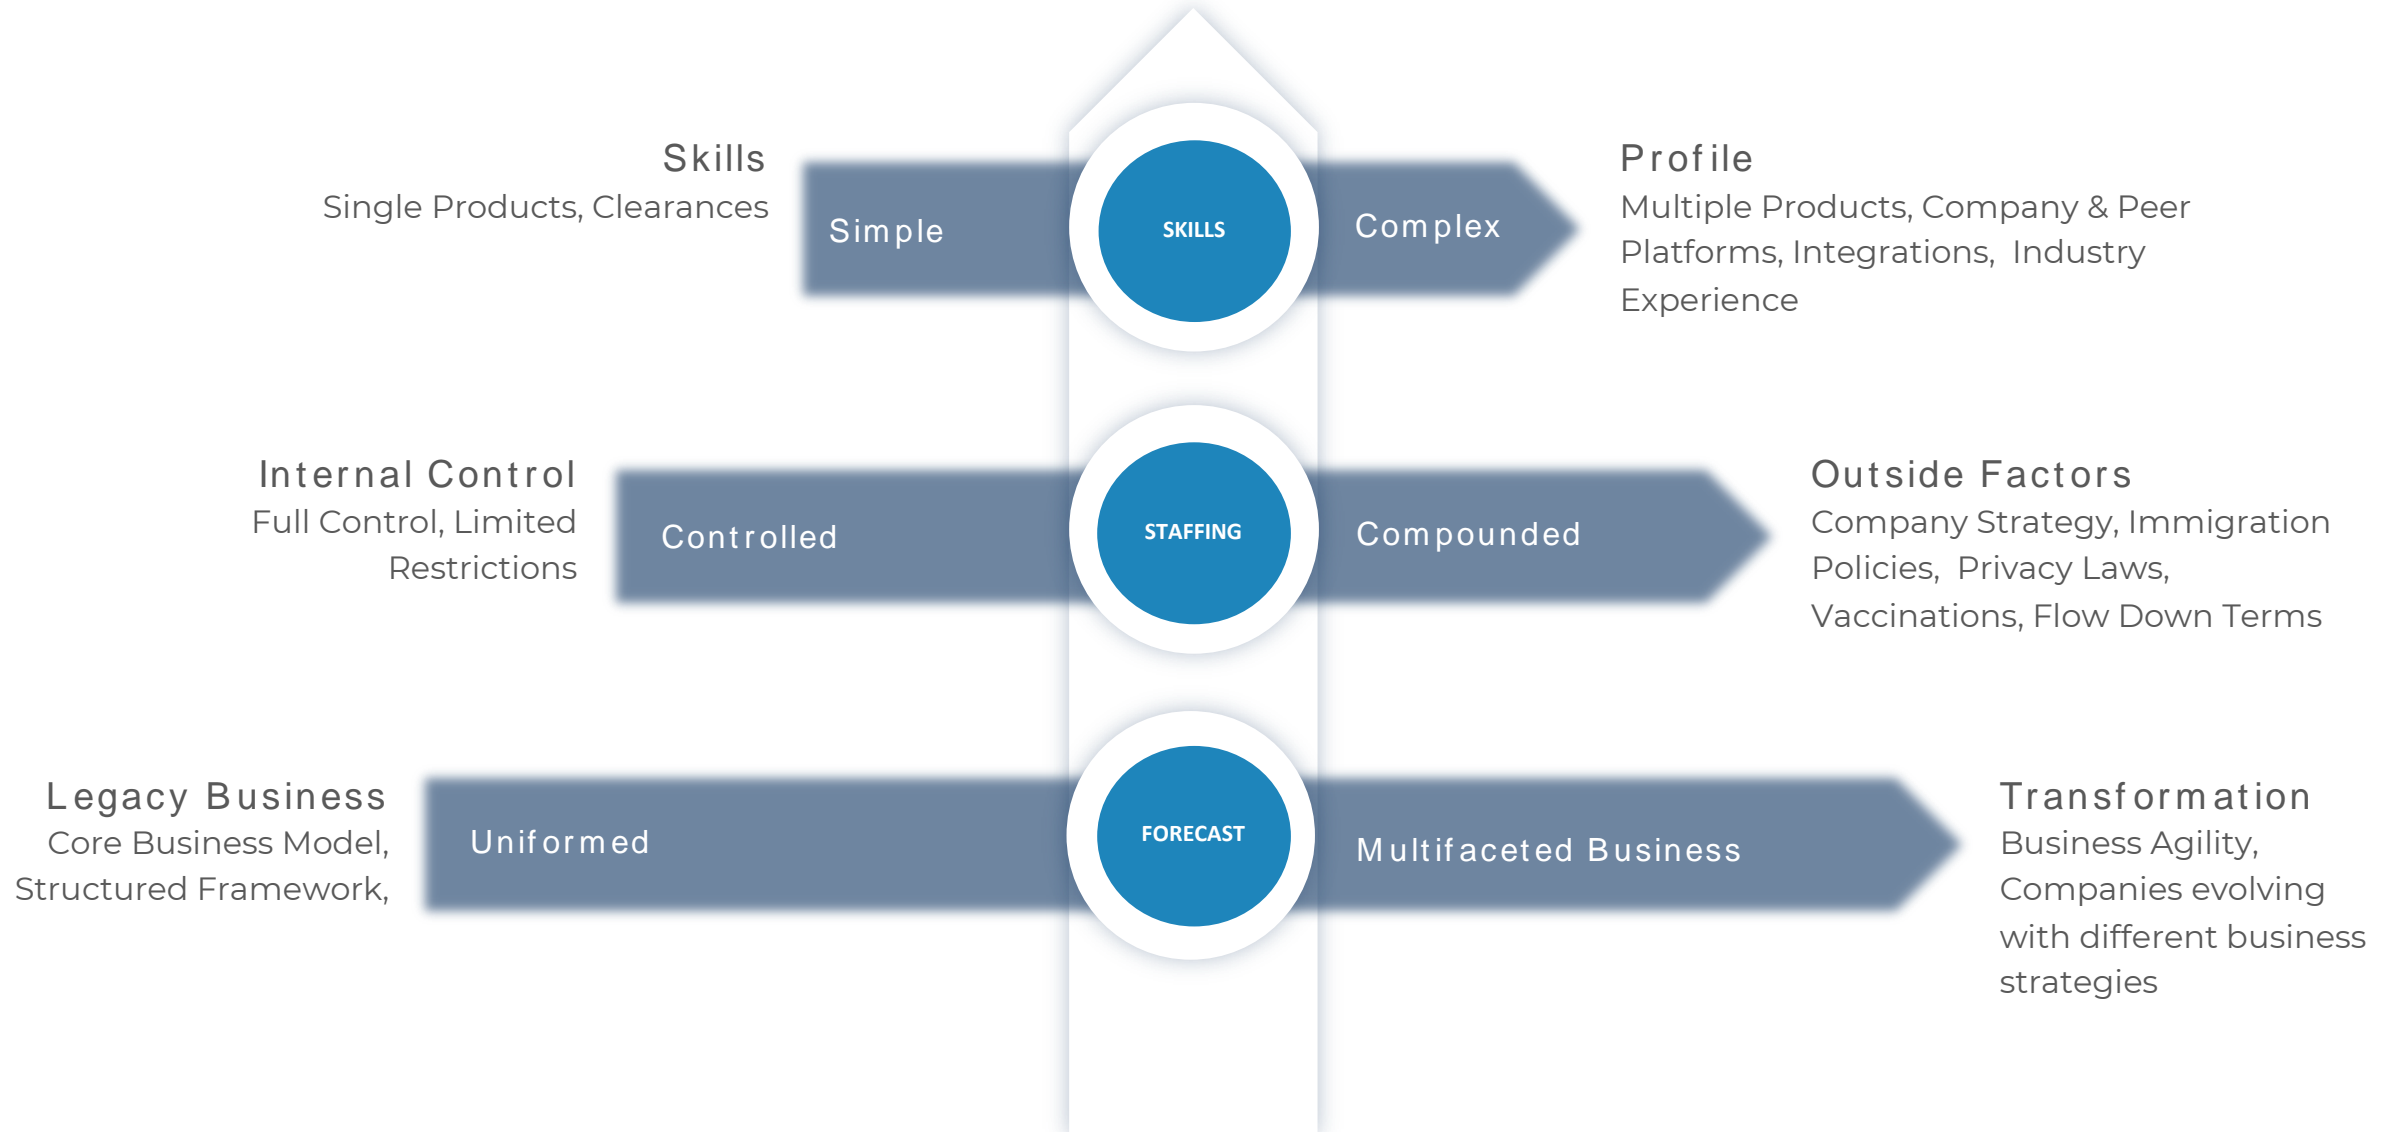 Skills
Single Products, Clearances
Simple
SKILLS
Complex
Profile
Multiple Products, Company & Peer
Platforms, Integrations, Industry
Experience
Internal Control
Full Control, Limited
Restrictions
Controlled
STAFFING
Compounded
Outside Factors
Company Strategy, Immigration
Policies, Privacy Laws,
Vaccinations, Flow Down Terms
Legacy Business
Core Business Model,
Structured Framework,
Uniformed
FORECAST
Multifaceted Business
Transformation
Business Agility,
Companies evolving
with different business
strategies